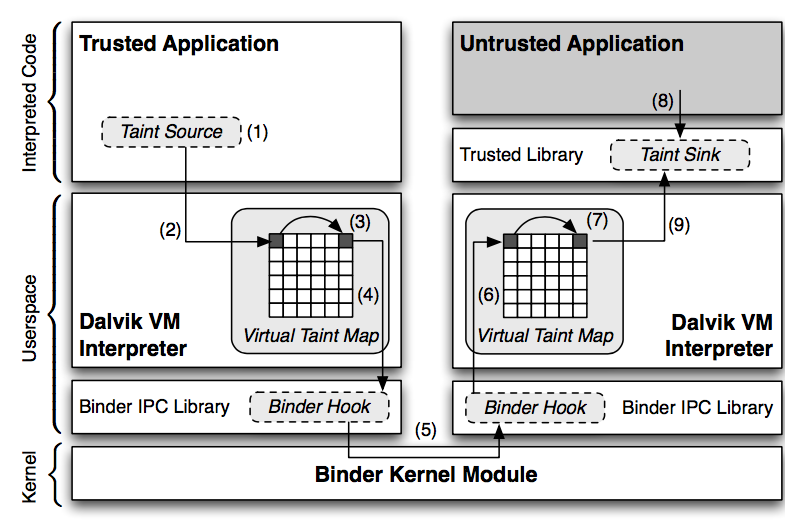 Interpreted Code
Trusted Application
Taint Source
(1)
Untrusted Application
(8)
Trusted Library
Taint Sink
Userspace
(2)
(3)
(4)
Virtual Taint Map
Dalvik VM
Interpreter
(6)
(7)
(9)
Virtual Taint Map
Dalvik VM
Interpreter
Binder IPC Library
Binder Hook
(5)
Binder Hook
Binder IPC Library
Kernel
Binder Kernel Module